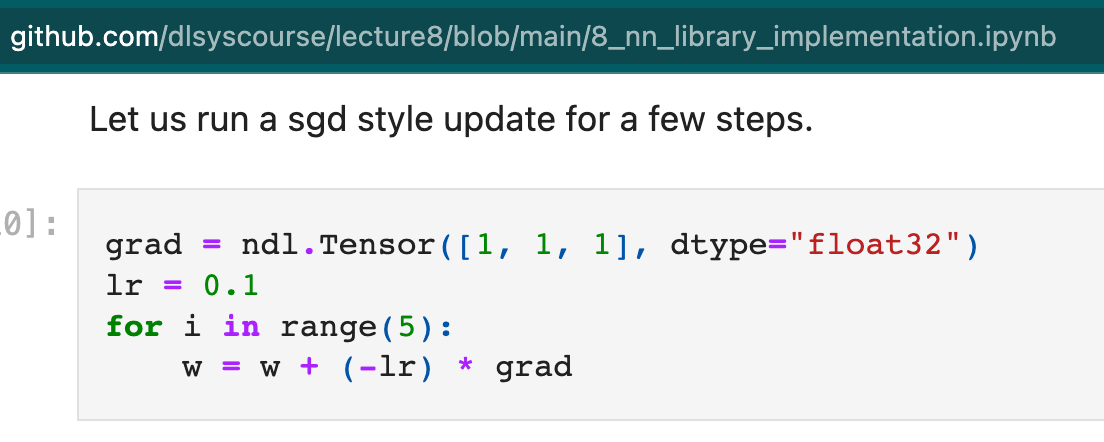 github.com/dlsyscourse/lecture8/blob/main/8_nn_library_implementation.ipynb
Let us run a sgd style update for a few steps.
0]:
grad = ndl.Tensor([1, 1, 1], dtype="float32")
lr = 0.1
for i in range(5):
    w = w + (-lr) * grad